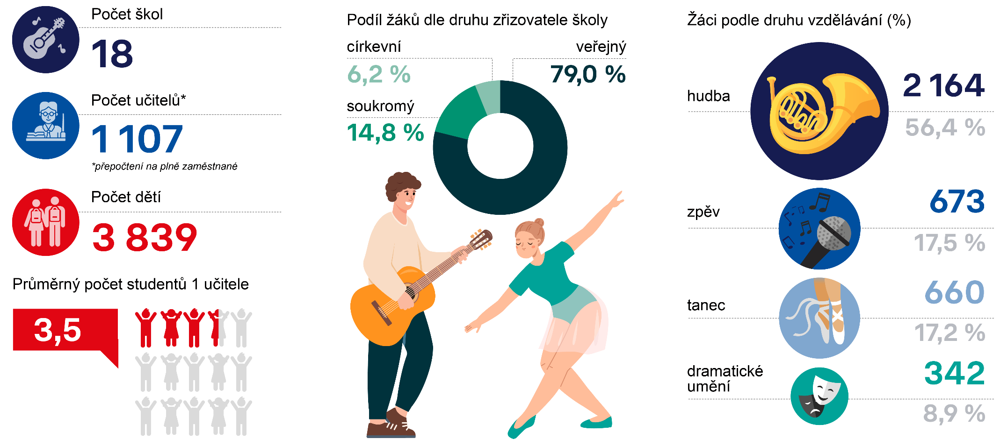 Počet škol
18
Počet učitelů*
1 107
*přepočtení na plně zaměstnané
Počet dětí
3 839
Průměrný počet studentů 1 učitele
3,5
Podíl žáků dle druhu zřizovatele školy
církevní
6,2 %
veřejný
79,0 %
soukromý
14,8 %
Žáci podle druhu vzdělávání (%)
hudba
2 164
56,4 %
zpěv
673
17,5 %
tanec
660
17,2 %
dramatické
umění
342
8,9 %